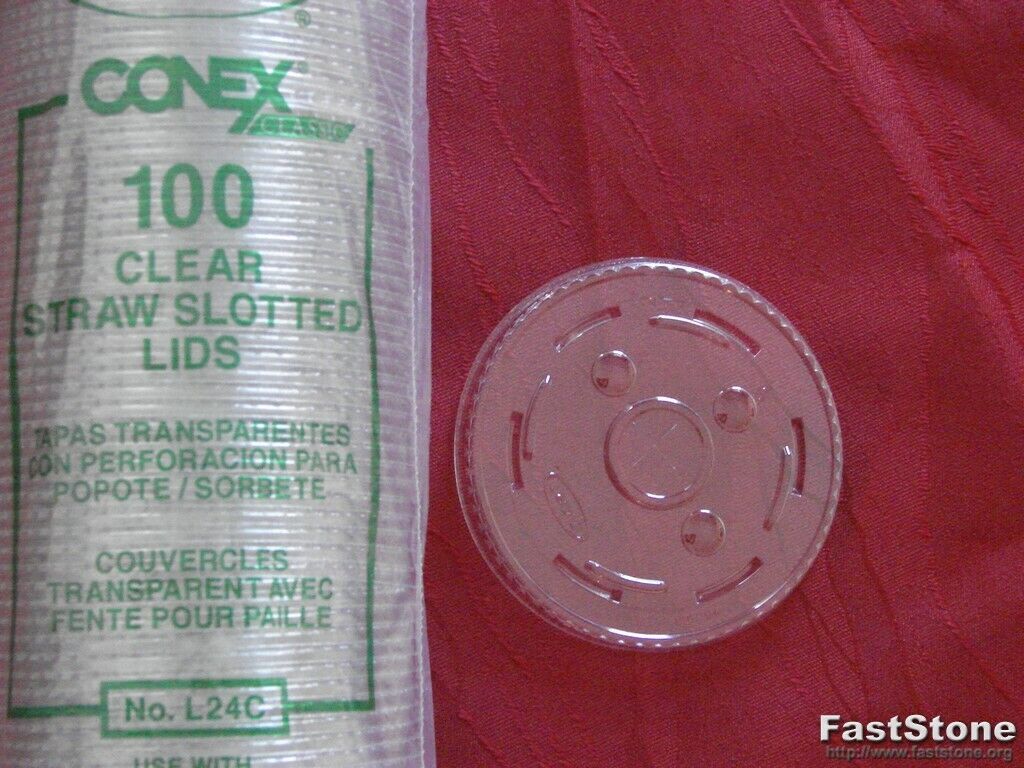 ®
CONEX®
CLASSIC
100
CLEAR
STRAW SLOTTED
LIDS
TAPAS TRANSPARENTES
CON PERFORACION PARA
POPOTE / SORBETE
COUVERCLES
TRANSPARENT AVEC
FENTE POUR PAILLE
No. L24C
USE WITH
FastStone
http://www.faststone.org